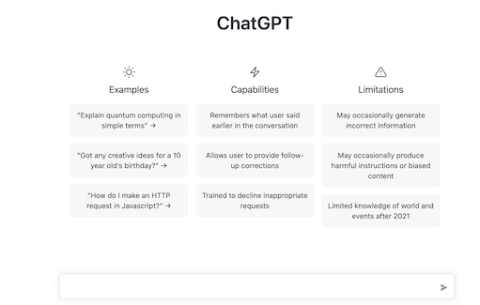 ChatGPT
Examples
"Explain quantum computing in
simple terms" →
"Got any creative ideas for a 10
year old's birthday?" →
"How do I make an HTTP
request in Javascript?" →
Capabilities
Remembers what user said
earlier in the conversation
Allows user to provide follow-
up corrections
Trained to decline inappropriate
requests
Limitations
May occasionally generate
incorrect information
May occasionally produce
harmful instructions or biased
content
Limited knowledge of world and
events after 2021